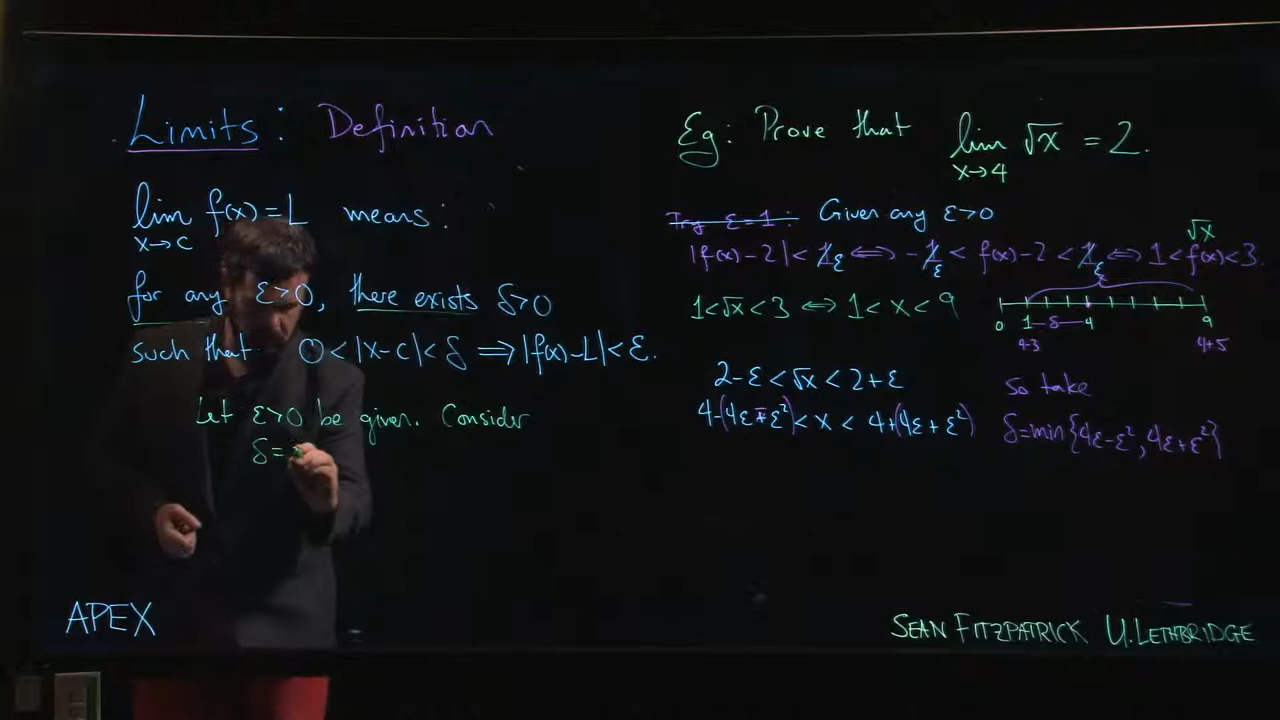 Limits: Definition
lim f(x) = L means:
x→c
for any ε>0, there exists δ>0
such that 0<|x-c|<δ ⟹ |f(x)-L|<ε.
Let ε>0 be given. Consider
δ=
APEX
Eg: Prove that lim √x = 2.
x→4
Try ε=1: Given any ε>0
√x
|f(x)-2|<1 ε ⟺ -1 ε < f(x)-2 < 1 ε ⟺ 1<f(x)<3.
1<√x<3 ⟺ 1<x<9
ε
0 1 -δ- 4 9
4-3 4+5
2-ε<√x<2+ε
4-(4ε-ε²)<x<4+(4ε+ε²)
So take
δ=min{4ε-ε², 4ε+ε²}
SEAN FITZPATRICK U. LETHBRIDGE